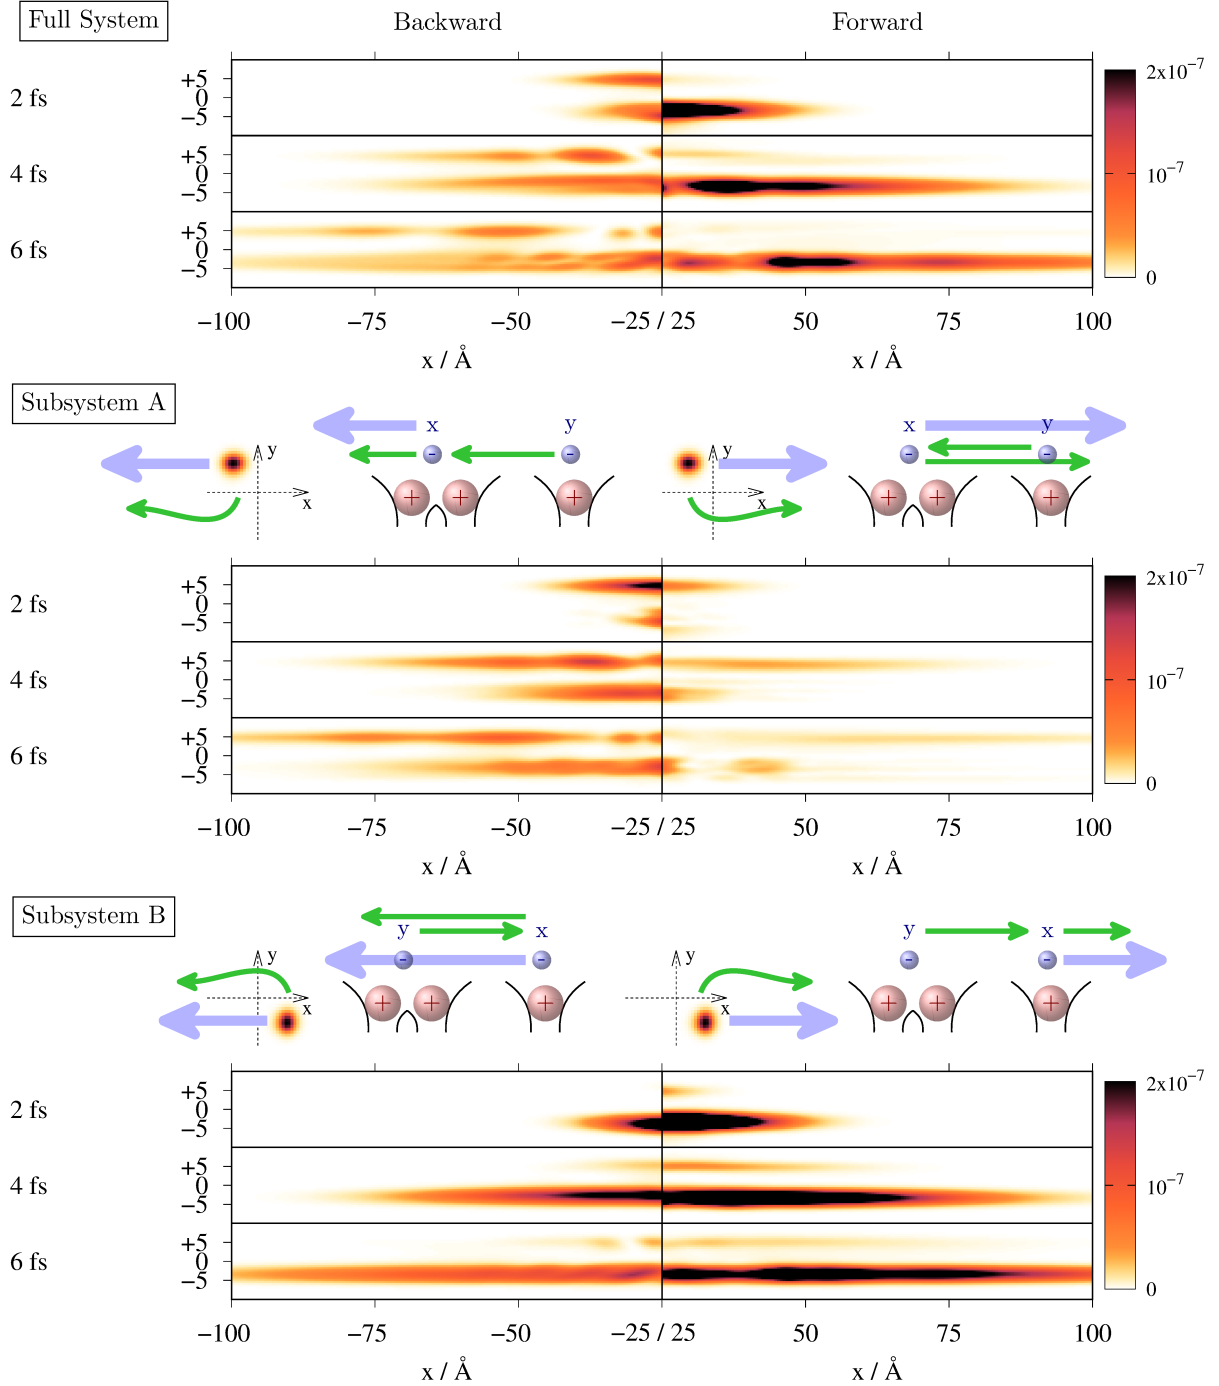 Full System
Backward Forward
2 fs +5 0 −5
4 fs +5 0 −5
6 fs +5 0 −5
2x10⁻⁷
10⁻⁷
0
−100 −75 −50 −25 / 25 50 75 100
x / Å x / Å
Subsystem A
y x x y y x x y
- - - -
+ + + + + +
2 fs +5 0 −5
4 fs +5 0 −5
6 fs +5 0 −5
2x10⁻⁷
10⁻⁷
0
−100 −75 −50 −25 / 25 50 75 100
x / Å x / Å
Subsystem B
y x y x y x y x
- - - -
+ + + + + +
2 fs +5 0 −5
4 fs +5 0 −5
6 fs +5 0 −5
2x10⁻⁷
10⁻⁷
0
−100 −75 −50 −25 / 25 50 75 100
x / Å x / Å